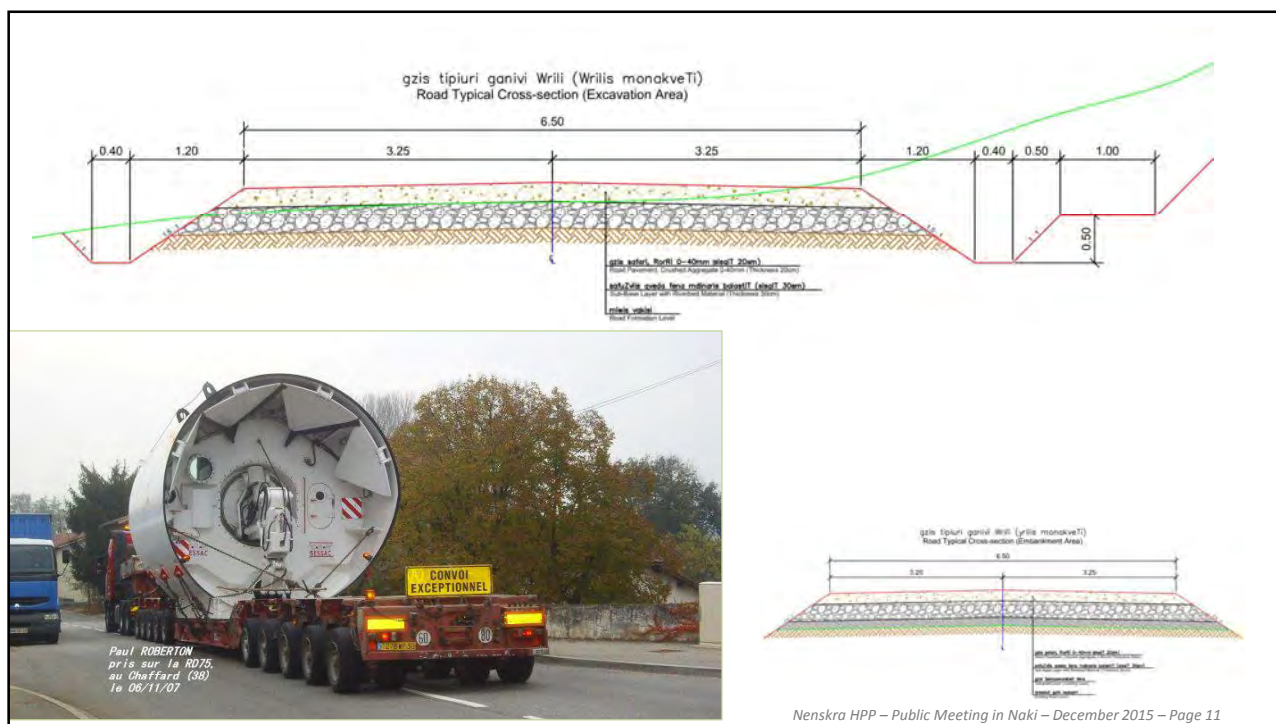 gzis tipiuri ganivi Wrili (Wrilis monakveTi)
Road Typical Cross-section (Excavation Area)
6.50
0.40 1.20 3.25 3.25 1.20 0.40 0.50 1.00
0.50
gzis safari, RorRi 0-40mm (sisqiT 20sm)
Road Pavement, Crushed Aggregate 0-40mm (Thickness 20cm)
safuZvlis qveda fena mdinaris balastiT (sisqiT 30sm)
Sub-Base Layer with Riverbed Material (Thickness 30cm)
miwis vakisi
Road Formation Level
BESSAC
BESSAC
CONVOI
EXCEPTIONNEL
60 80
Paul ROBERTON
pris sur la RD75,
au Chaffard (38)
le 06/11/07
gzis tipiuri ganivi Wrili (yrilis monakveTi)
Road Typical Cross-section (Embankment Area)
6.50
3.25 3.25
Nenskra HPP – Public Meeting in Naki – December 2015 – Page 11